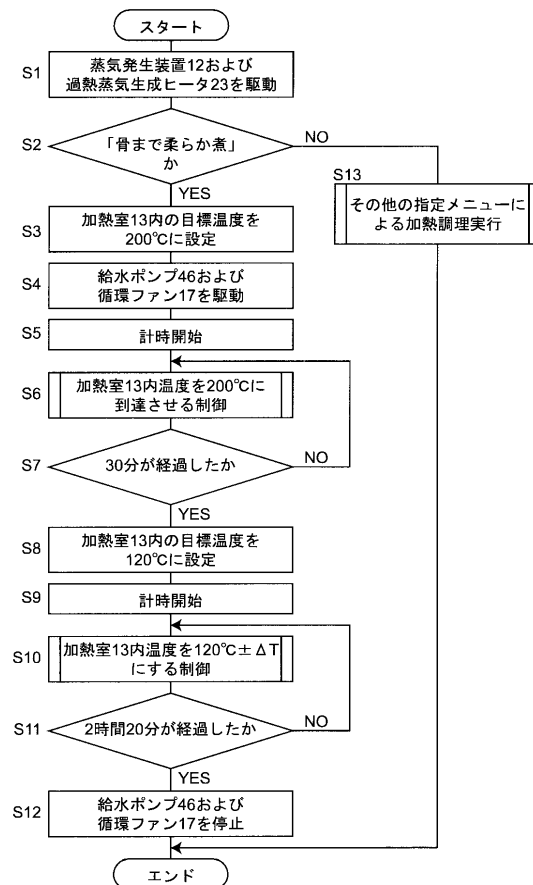 スタート
S1
蒸気発生装置12および
過熱蒸気生成ヒータ23を駆動
S2
「骨まで柔らか煮」
か
NO
YES
S13
その他の指定メニューに
よる加熱調理実行
S3
加熱室13内の目標温度を
200℃に設定
S4
給水ポンプ46および
循環ファン17を駆動
S5
計時開始
S6
加熱室13内温度を200℃に
到達させる制御
S7
30分が経過したか
NO
YES
S8
加熱室13内の目標温度を
120℃に設定
S9
計時開始
S10
加熱室13内温度を120℃±ΔT
にする制御
S11
2時間20分が経過したか
NO
YES
S12
給水ポンプ46および
循環ファン17を停止
エンド